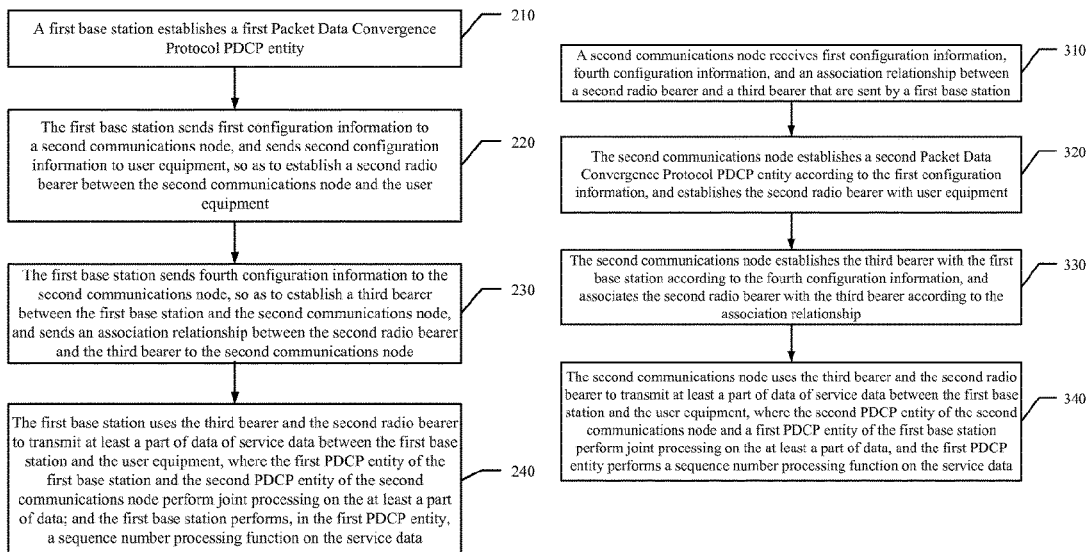 A first base station establishes a first Packet Data Convergence
Protocol PDCP entity
210
The first base station sends first configuration information to
a second communications node, and sends second configuration
information to user equipment, so as to establish a second radio
bearer between the second communications node and the user
equipment
220
The first base station sends fourth configuration information to the
second communications node, so as to establish a third bearer
between the first base station and the second communications node,
and sends an association relationship between the second radio bearer
and the third bearer to the second communications node
230
The first base station uses the third bearer and the second radio bearer
to transmit at least a part of data of service data between the first base
station and the user equipment, where the first PDCP entity of the
first base station and the second PDCP entity of the second
communications node perform joint processing on the at least a part
of data; and the first base station performs, in the first PDCP entity,
a sequence number processing function on the service data
240
A second communications node receives first configuration information,
fourth configuration information, and an association relationship between
a second radio bearer and a third bearer that are sent by a first base station
310
The second communications node establishes a second Packet Data
Convergence Protocol PDCP entity according to the first configuration
information, and establishes the second radio bearer with user equipment
320
The second communications node establishes the third bearer with the first
base station according to the fourth configuration information, and
associates the second radio bearer with the third bearer according to the
association relationship
330
The second communications node uses the third bearer and the second radio
bearer to transmit at least a part of data of service data between the first base
station and the user equipment, where the second PDCP entity of the second
communications node and a first PDCP entity of the first base station
perform joint processing on the at least a part of data, and the first PDCP
entity performs a sequence number processing function on the service data
340